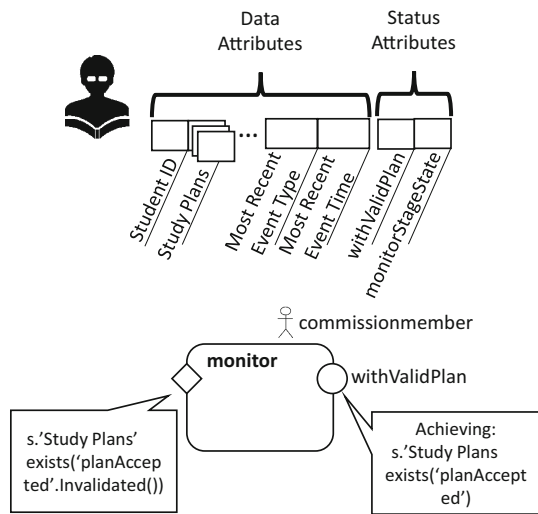 Data
Attributes
Status
Attributes
...
Student ID
Study Plans
Most Recent
Event Type
Most Recent
Event Time
withValidPlan
monitorStageState
commissionmember
monitor
withValidPlan
s.’Study Plans’
exists(‘planAccep
ted’.Invalidated())
Achieving:
s.’Study Plans
exists(‘planAccept
ed’)